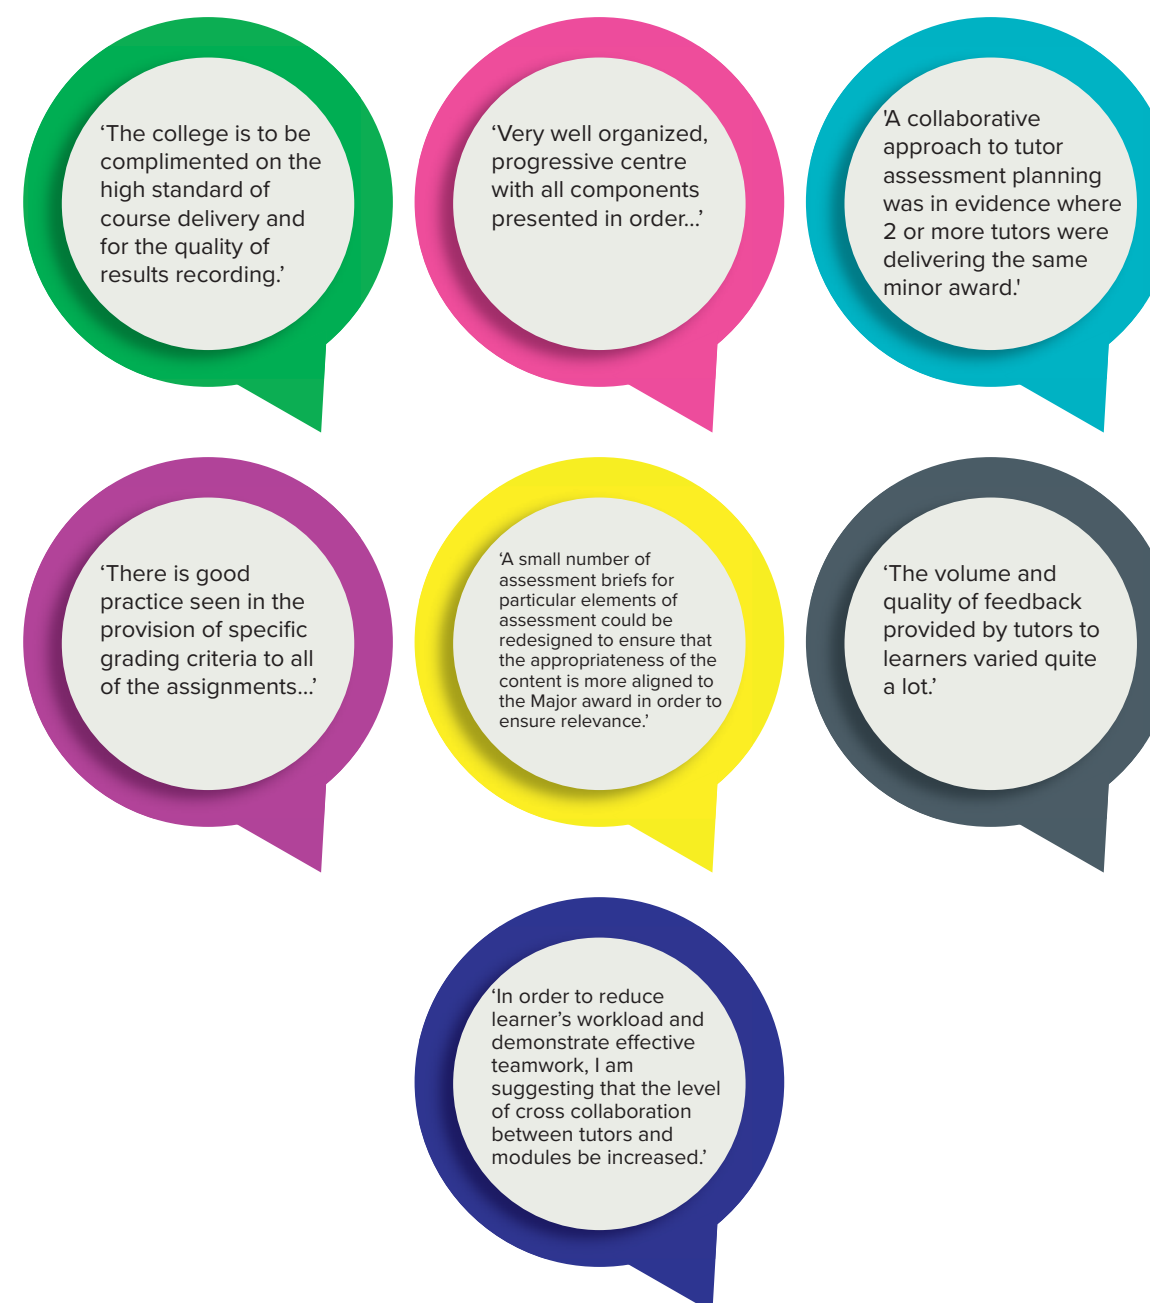 ‘The college is to be
complimented on the
high standard of
course delivery and
for the quality of
results recording.’
‘Very well organized,
progressive centre
with all components
presented in order...’
'A collaborative
approach to tutor
assessment planning
was in evidence where
2 or more tutors were
delivering the same
minor award.'
‘There is good
practice seen in the
provision of specific
grading criteria to all
of the assignments...’
‘A small number of
assessment briefs for
particular elements of
assessment could be
redesigned to ensure that
the appropriateness of the
content is more aligned to
the Major award in order to
ensure relevance.’
‘The volume and
quality of feedback
provided by tutors to
learners varied quite
a lot.’
‘In order to reduce
learner’s workload and
demonstrate effective
teamwork, I am
suggesting that the level
of cross collaboration
between tutors and
modules be increased.’